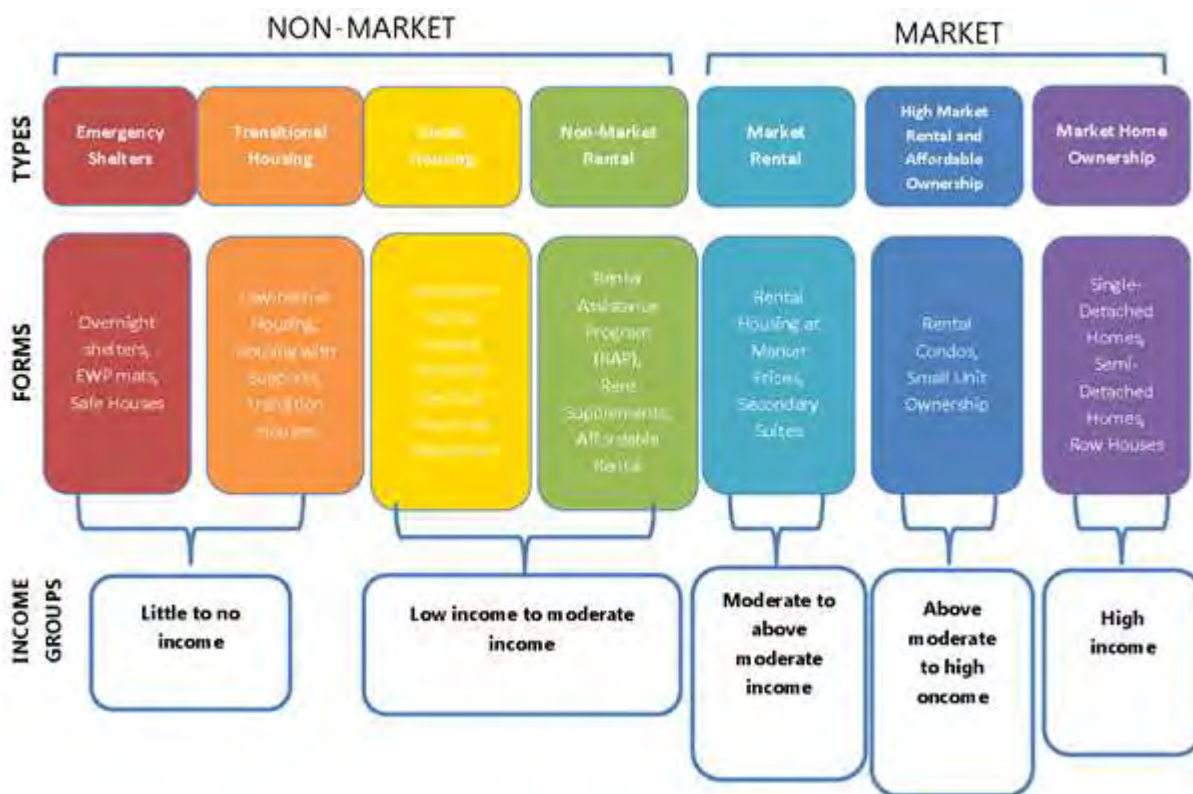 NON-MARKET
MARKET
TYPES
Emergency
Shelters
Transitional
Housing
Housing
Non-Market
Rental
Market
Rental
High Market
Rental and
Affordable
Ownership
Market Home
Ownership
FORMS
Overnight
shelters,
EWP mats,
Safe Houses
Housing,
Housing with
Supports,
Transition
Houses
Rental
Assistance
Program
(RAP),
Rent
Supplements,
Affordable
Rental
Rental
Housing at
Market
Prices,
Secondary
Suites
Rental
Condos,
Small Unit
Ownership
Single-
Detached
Homes,
Semi-
Detached
Homes,
Row Houses
INCOME
GROUPS
Little to no
income
Low income to moderate
income
Moderate to
above
moderate
income
Above
moderate
to high
oncome
High
income